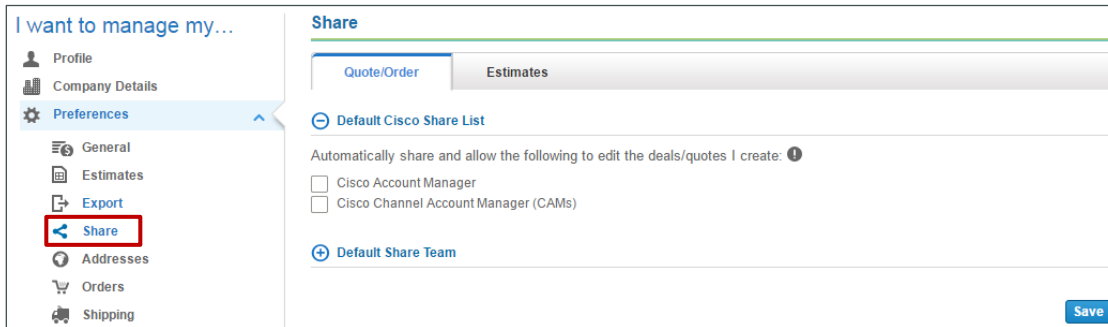 I want to manage my...
Profile
Company Details
Preferences
General
Estimates
Export
Share
Addresses
Orders
Shipping
Share
Quote/Order Estimates
Default Cisco Share List
Automatically share and allow the following to edit the deals/quotes I create:
Cisco Account Manager
Cisco Channel Account Manager (CAMs)
Default Share Team
Save